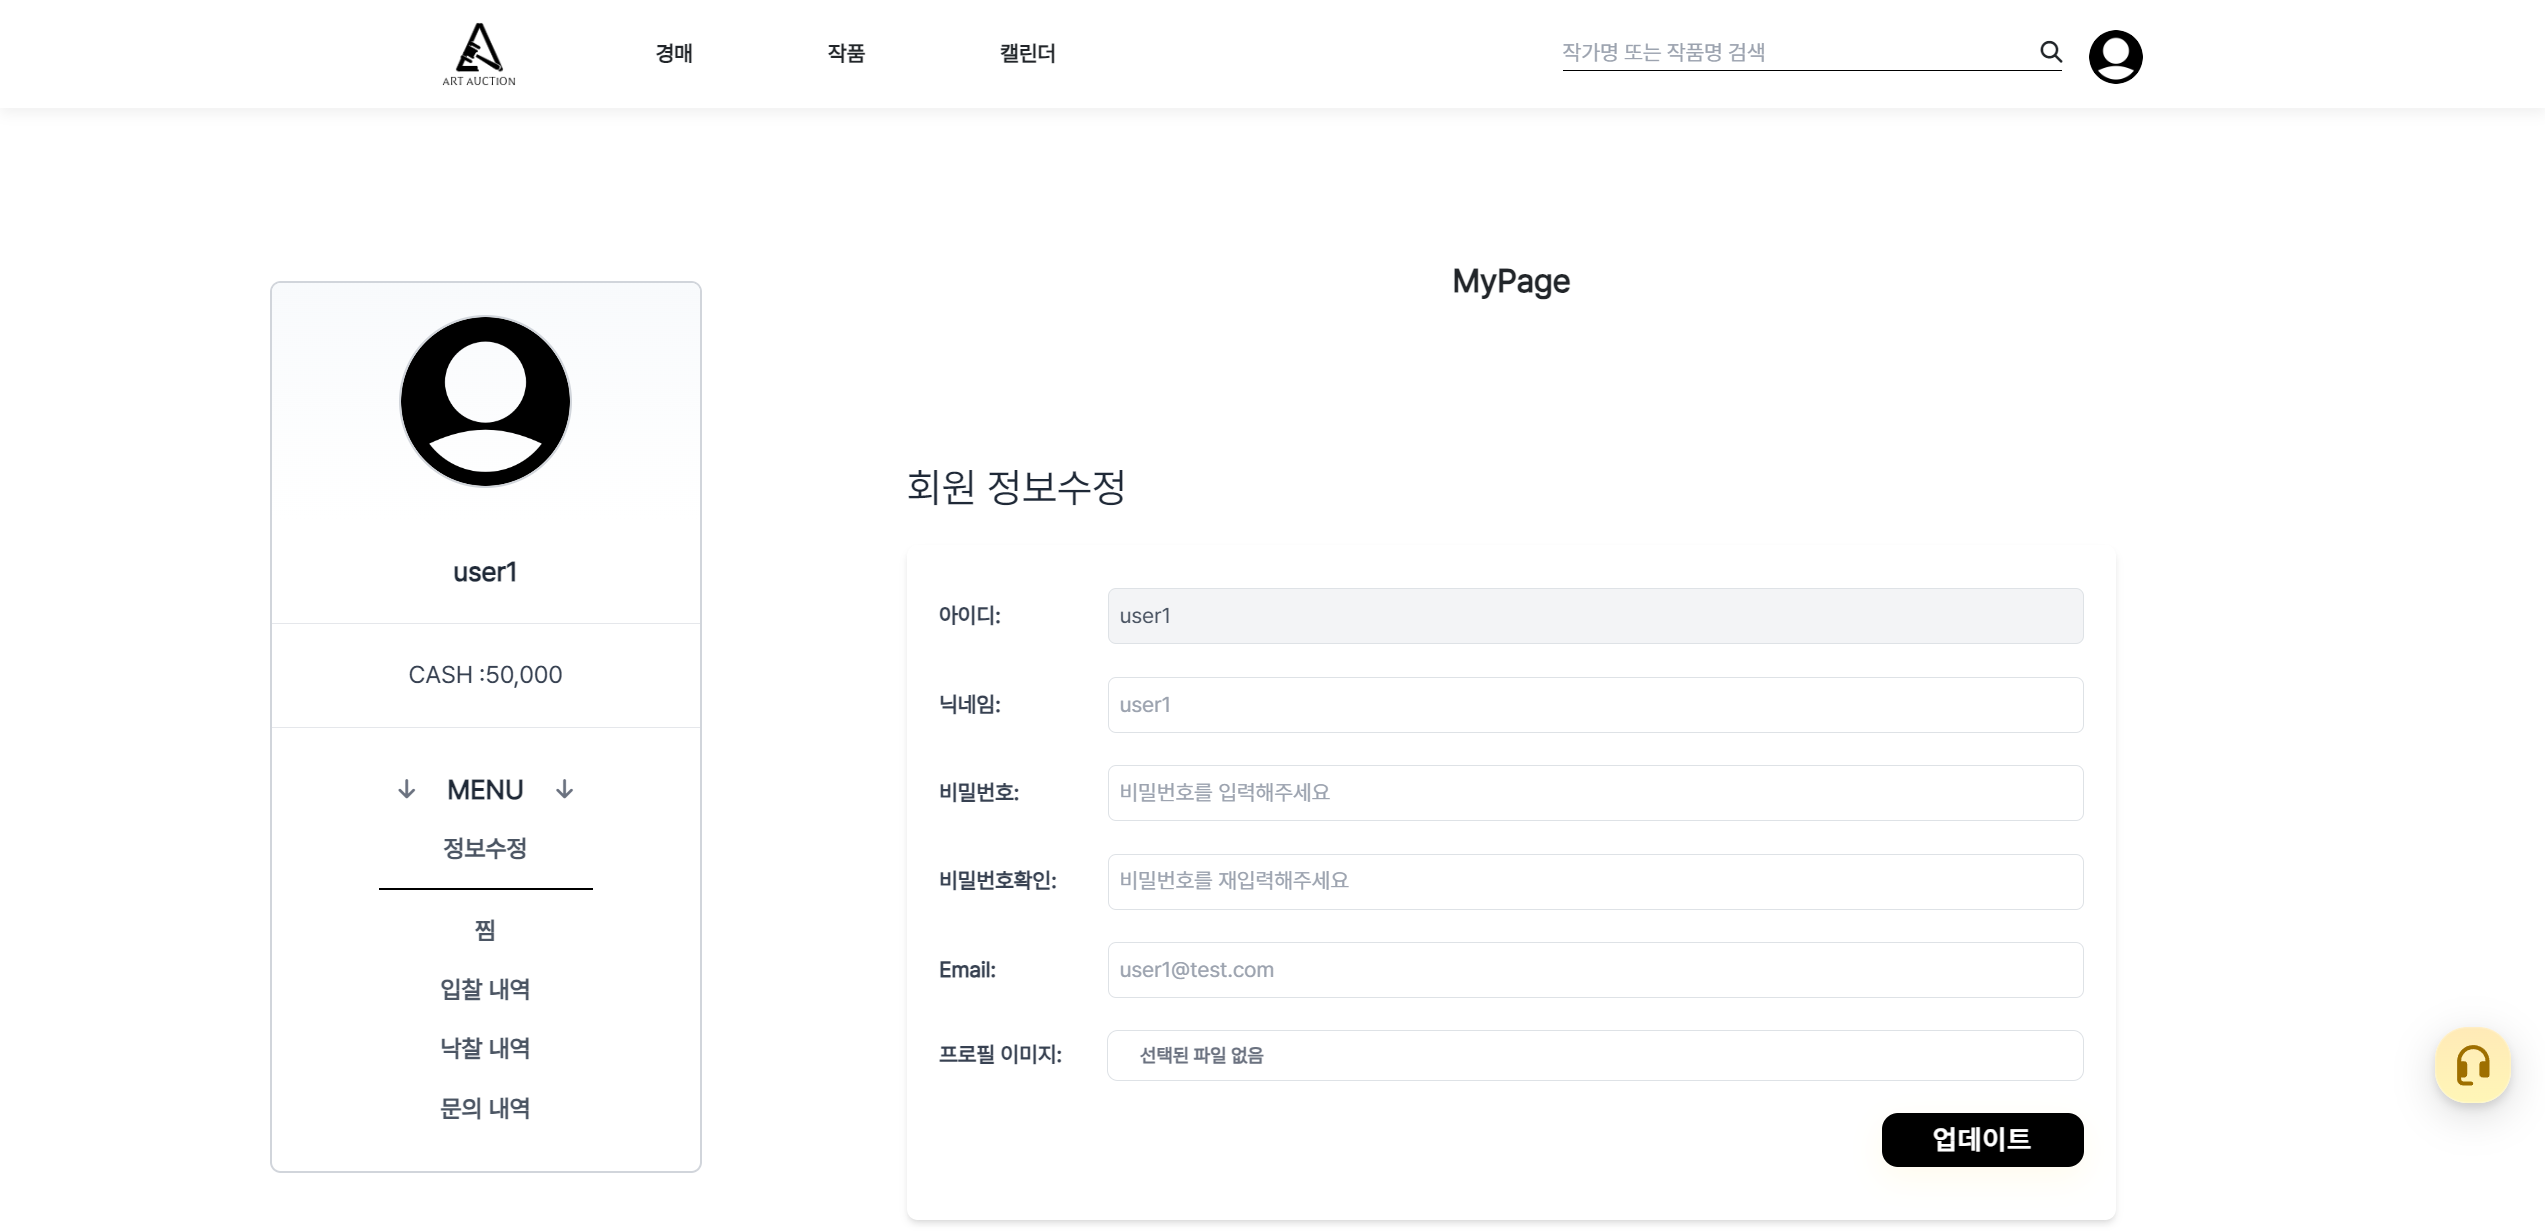 ART AUCTION
경매
작품
캘린더
작가명 또는 작품명 검색
MyPage
user1
CASH :50,000
↓ MENU ↓
정보수정
찜
입찰 내역
낙찰 내역
문의 내역
회원 정보수정
아이디: user1
닉네임: user1
비밀번호: 비밀번호를 입력해주세요
비밀번호확인: 비밀번호를 재입력해주세요
Email: user1@test.com
프로필 이미지: 선택된 파일 없음
업데이트